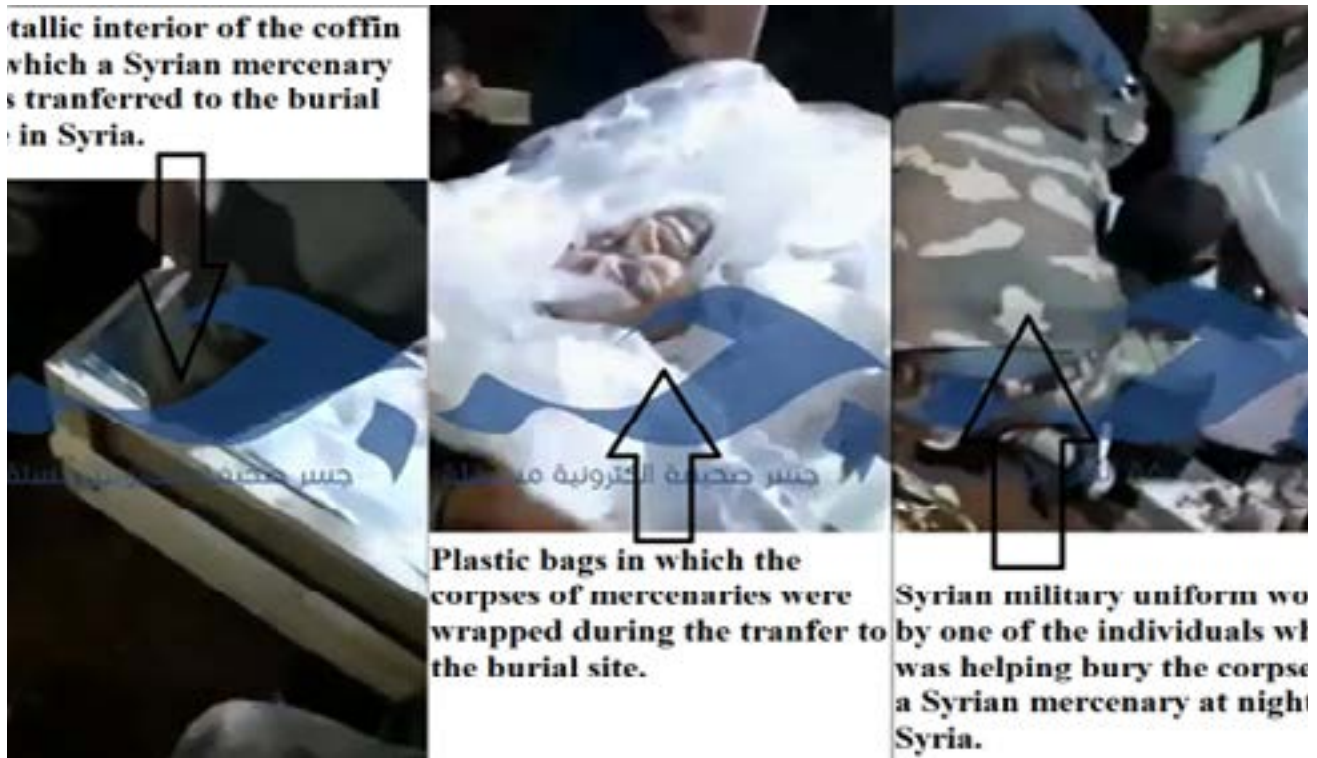 tallic interior of the coffin
which a Syrian mercenary
s tranferred to the burial
in Syria.
جسر صحيفة
جسر صحيفة الكترونية مستقلة
Plastic bags in which the
corpses of mercenaries were
wrapped during the tranfer to
the burial site.
Syrian military uniform wo
by one of the individuals wh
was helping bury the corpse
a Syrian mercenary at night
Syria.